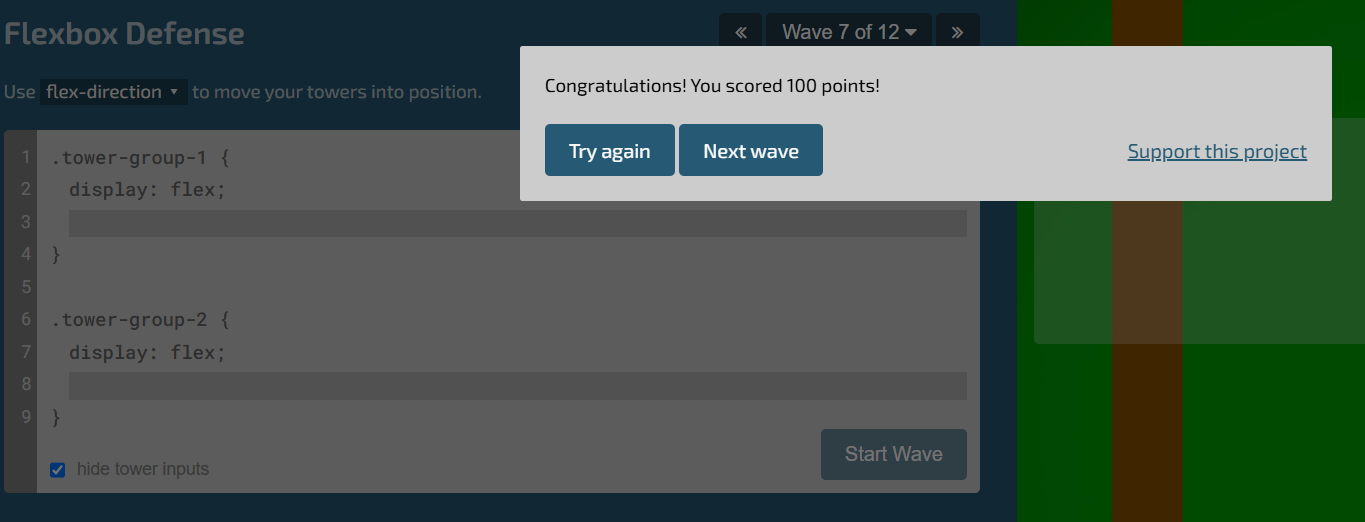 Flexbox Defense
« Wave 7 of 12 »
Use flex-direction to move your towers into position.
Congratulations! You scored 100 points!
Try again Next wave Support this project
1 .tower-group-1 {
2 display: flex;
3
4 }
5
6 .tower-group-2 {
7 display: flex;
8
9 }
hide tower inputs
Start Wave